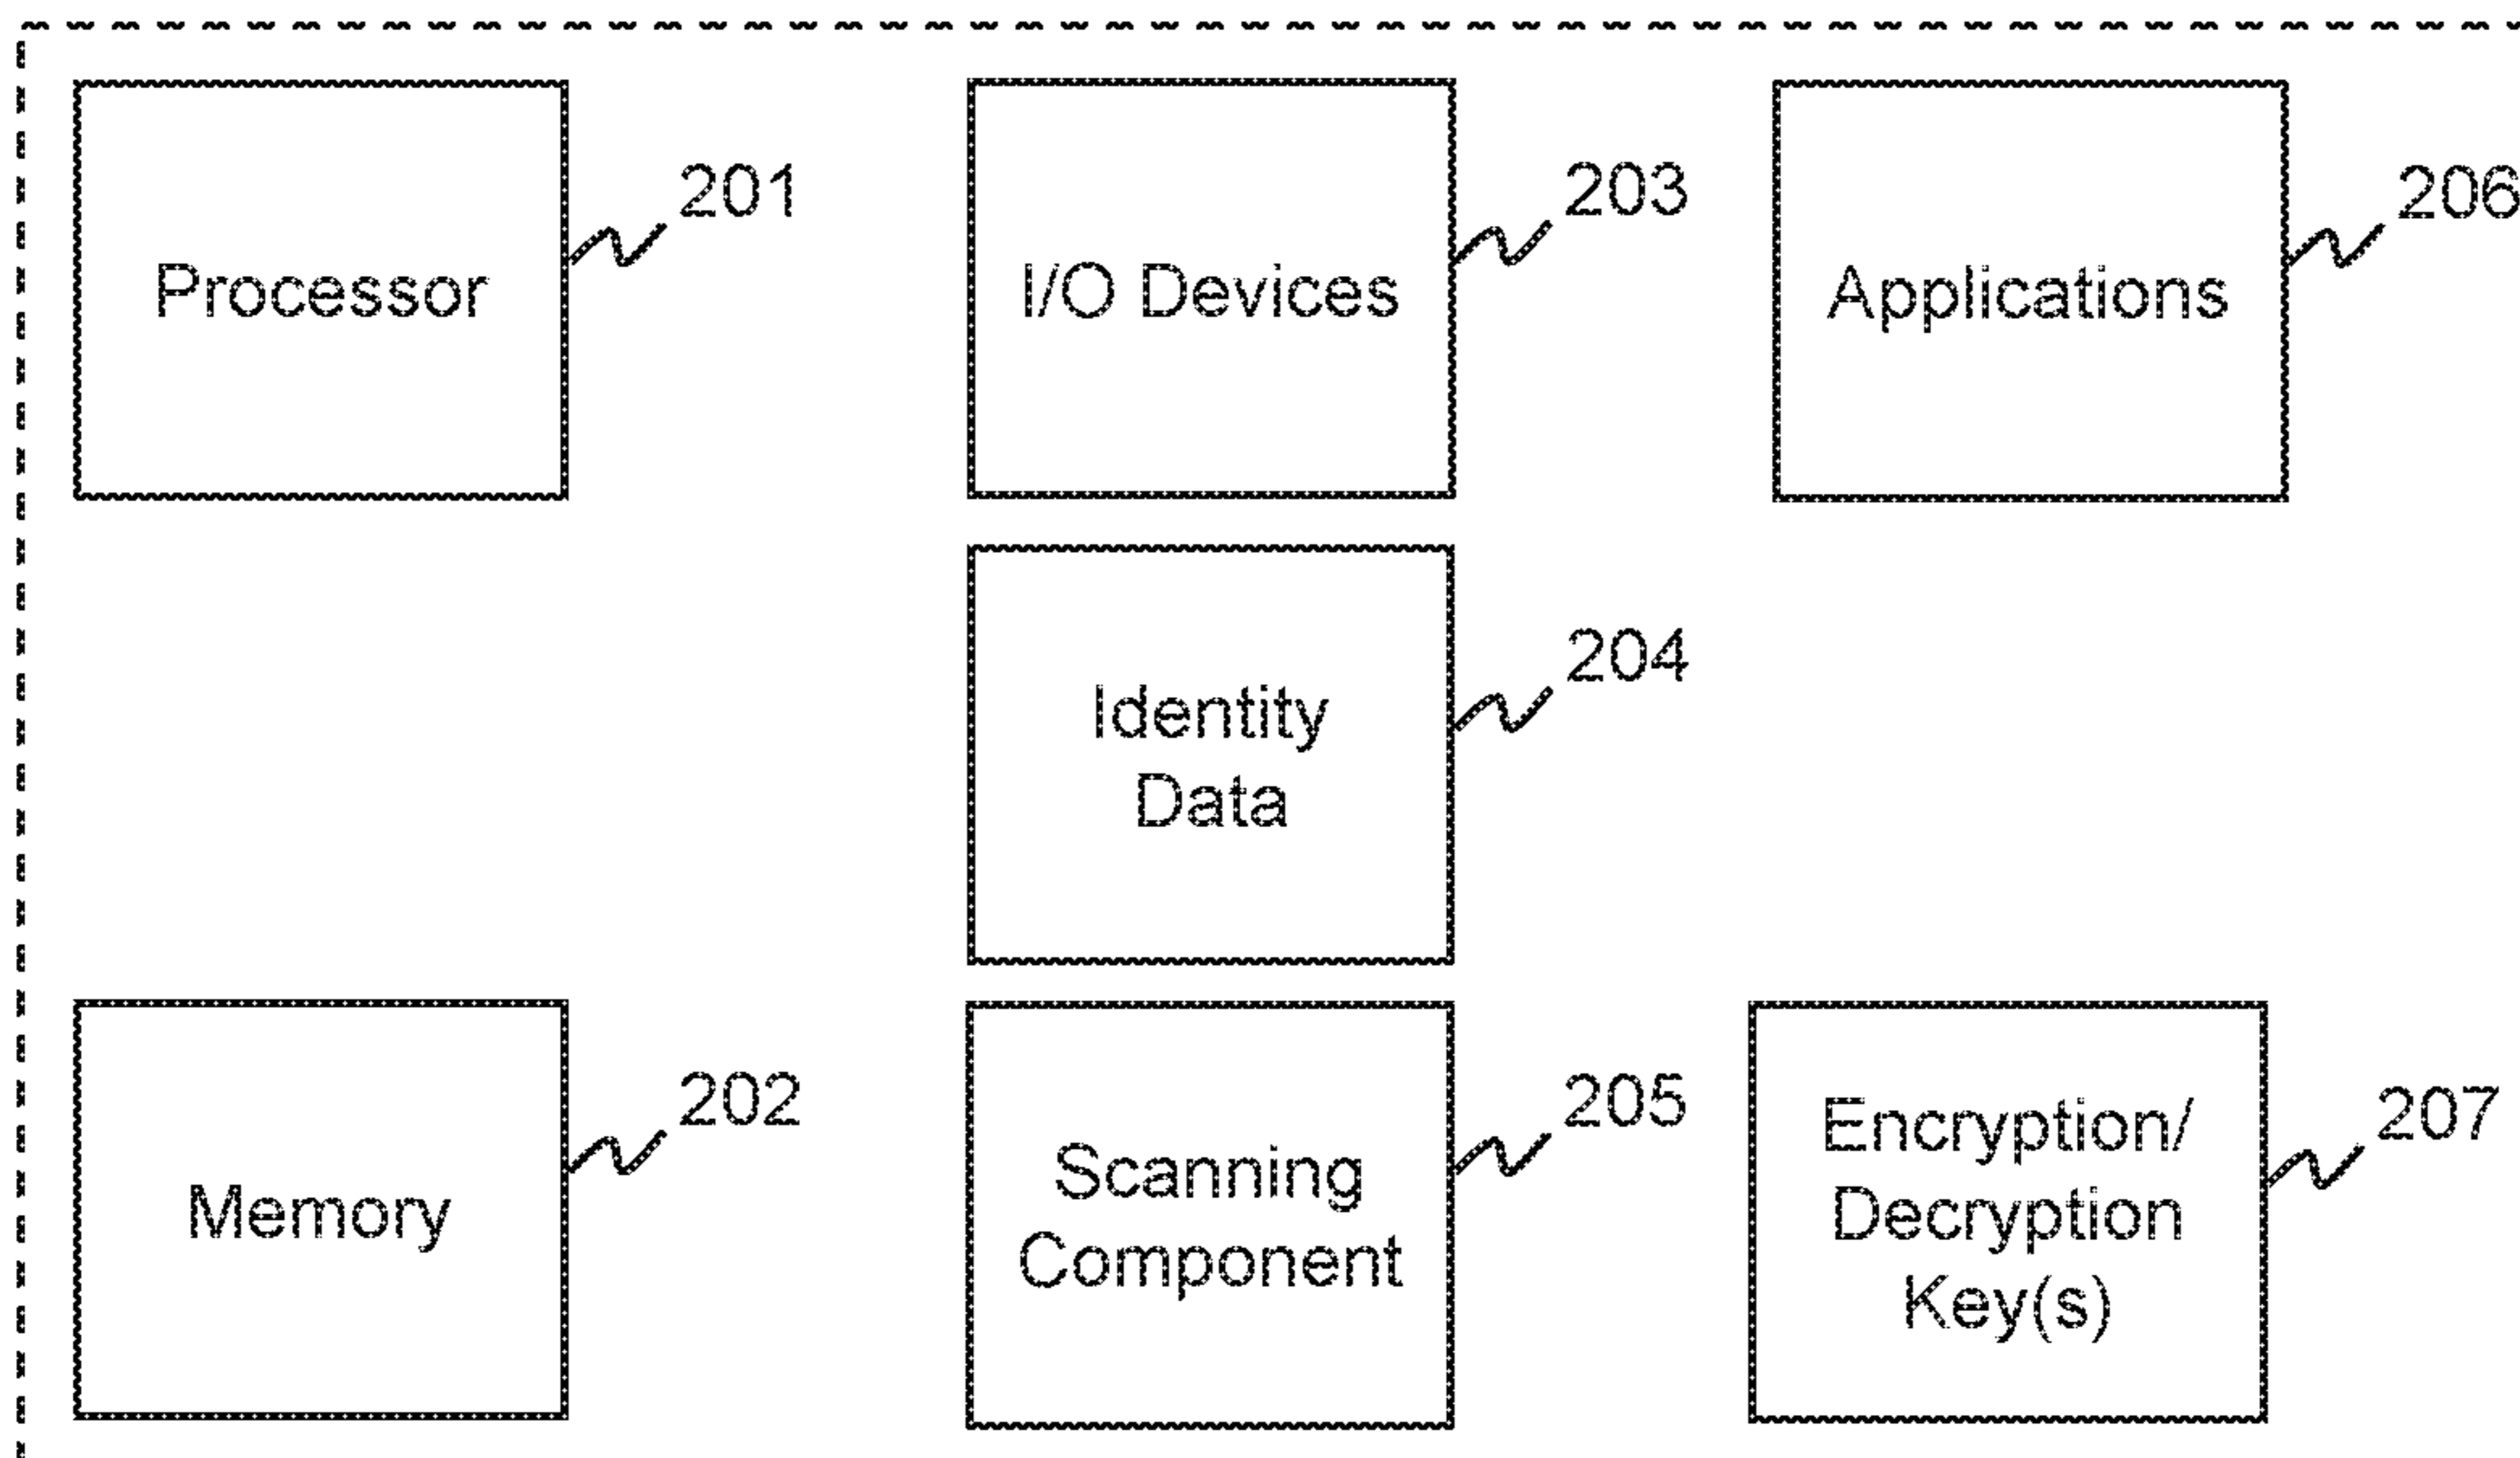 Processor
201
I/O Devices
203
Applications
206
Identity
Data
204
Memory
202
Scanning
Component
205
Encryption/
Decryption
Key(s)
207